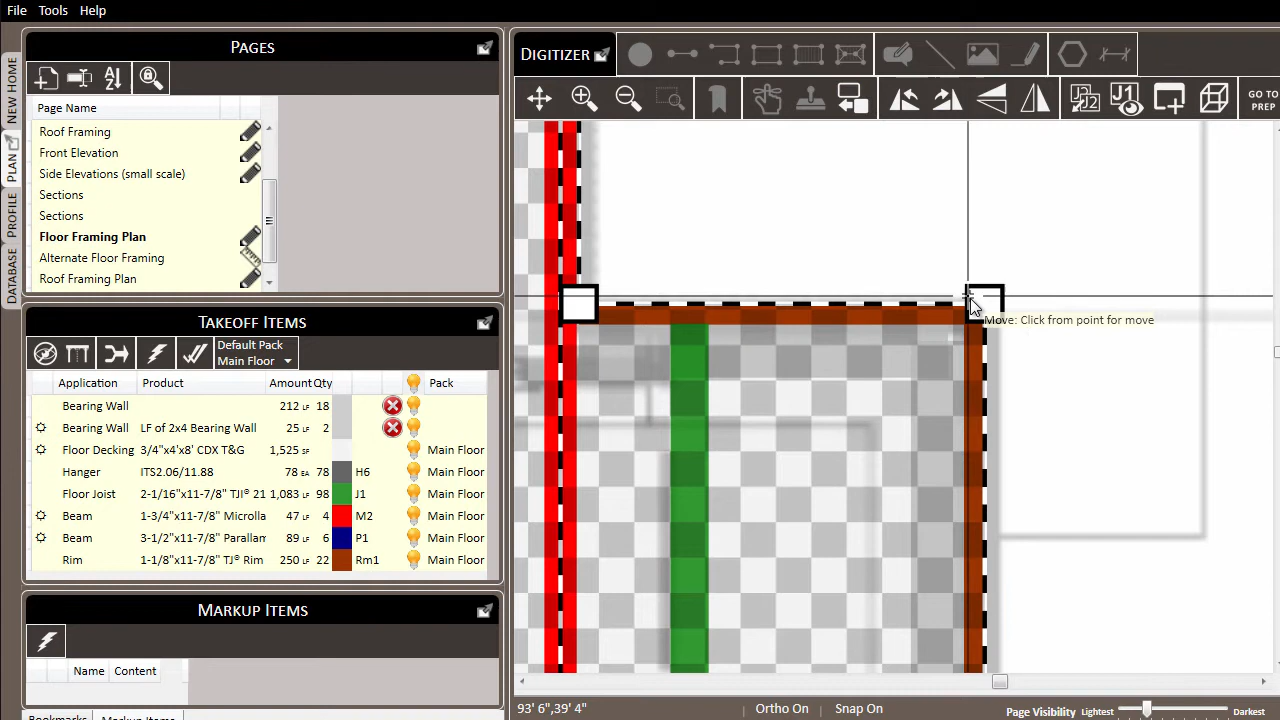 File Tools Help
NEW HOME
PLAN
PROFILE
DATABASE
PAGES
Page Name
Roof Framing
Front Elevation
Side Elevations (small scale)
Sections
Sections
Floor Framing Plan
Alternate Floor Framing
Roof Framing Plan
TAKEOFF ITEMS
Default Pack
Main Floor
Application Product Amount Qty Pack
Bearing Wall 212 LF 18
Bearing Wall LF of 2x4 Bearing Wall 25 LF 2
Floor Decking 3/4"x4'x8' CDX T&G 1,525 SF Main Floor
Hanger ITS2.06/11.88 78 EA 78 H6 Main Floor
Floor Joist 2-1/16"x11-7/8" TJI® 21 1,083 LF 98 J1 Main Floor
Beam 1-3/4"x11-7/8" Microlla 47 LF 4 M2 Main Floor
Beam 3-1/2"x11-7/8" Parallam 89 LF 6 P1 Main Floor
Rim 1-1/8"x11-7/8" TJ® Rim 250 LF 22 Rm1 Main Floor
MARKUP ITEMS
Name Content
Bookmarks Markup Items
DIGITIZER
J1
GO TO
PREP
Move: Click from point for move
93' 6",39' 4" Ortho On Snap On Page Visibility Lightest Darkest